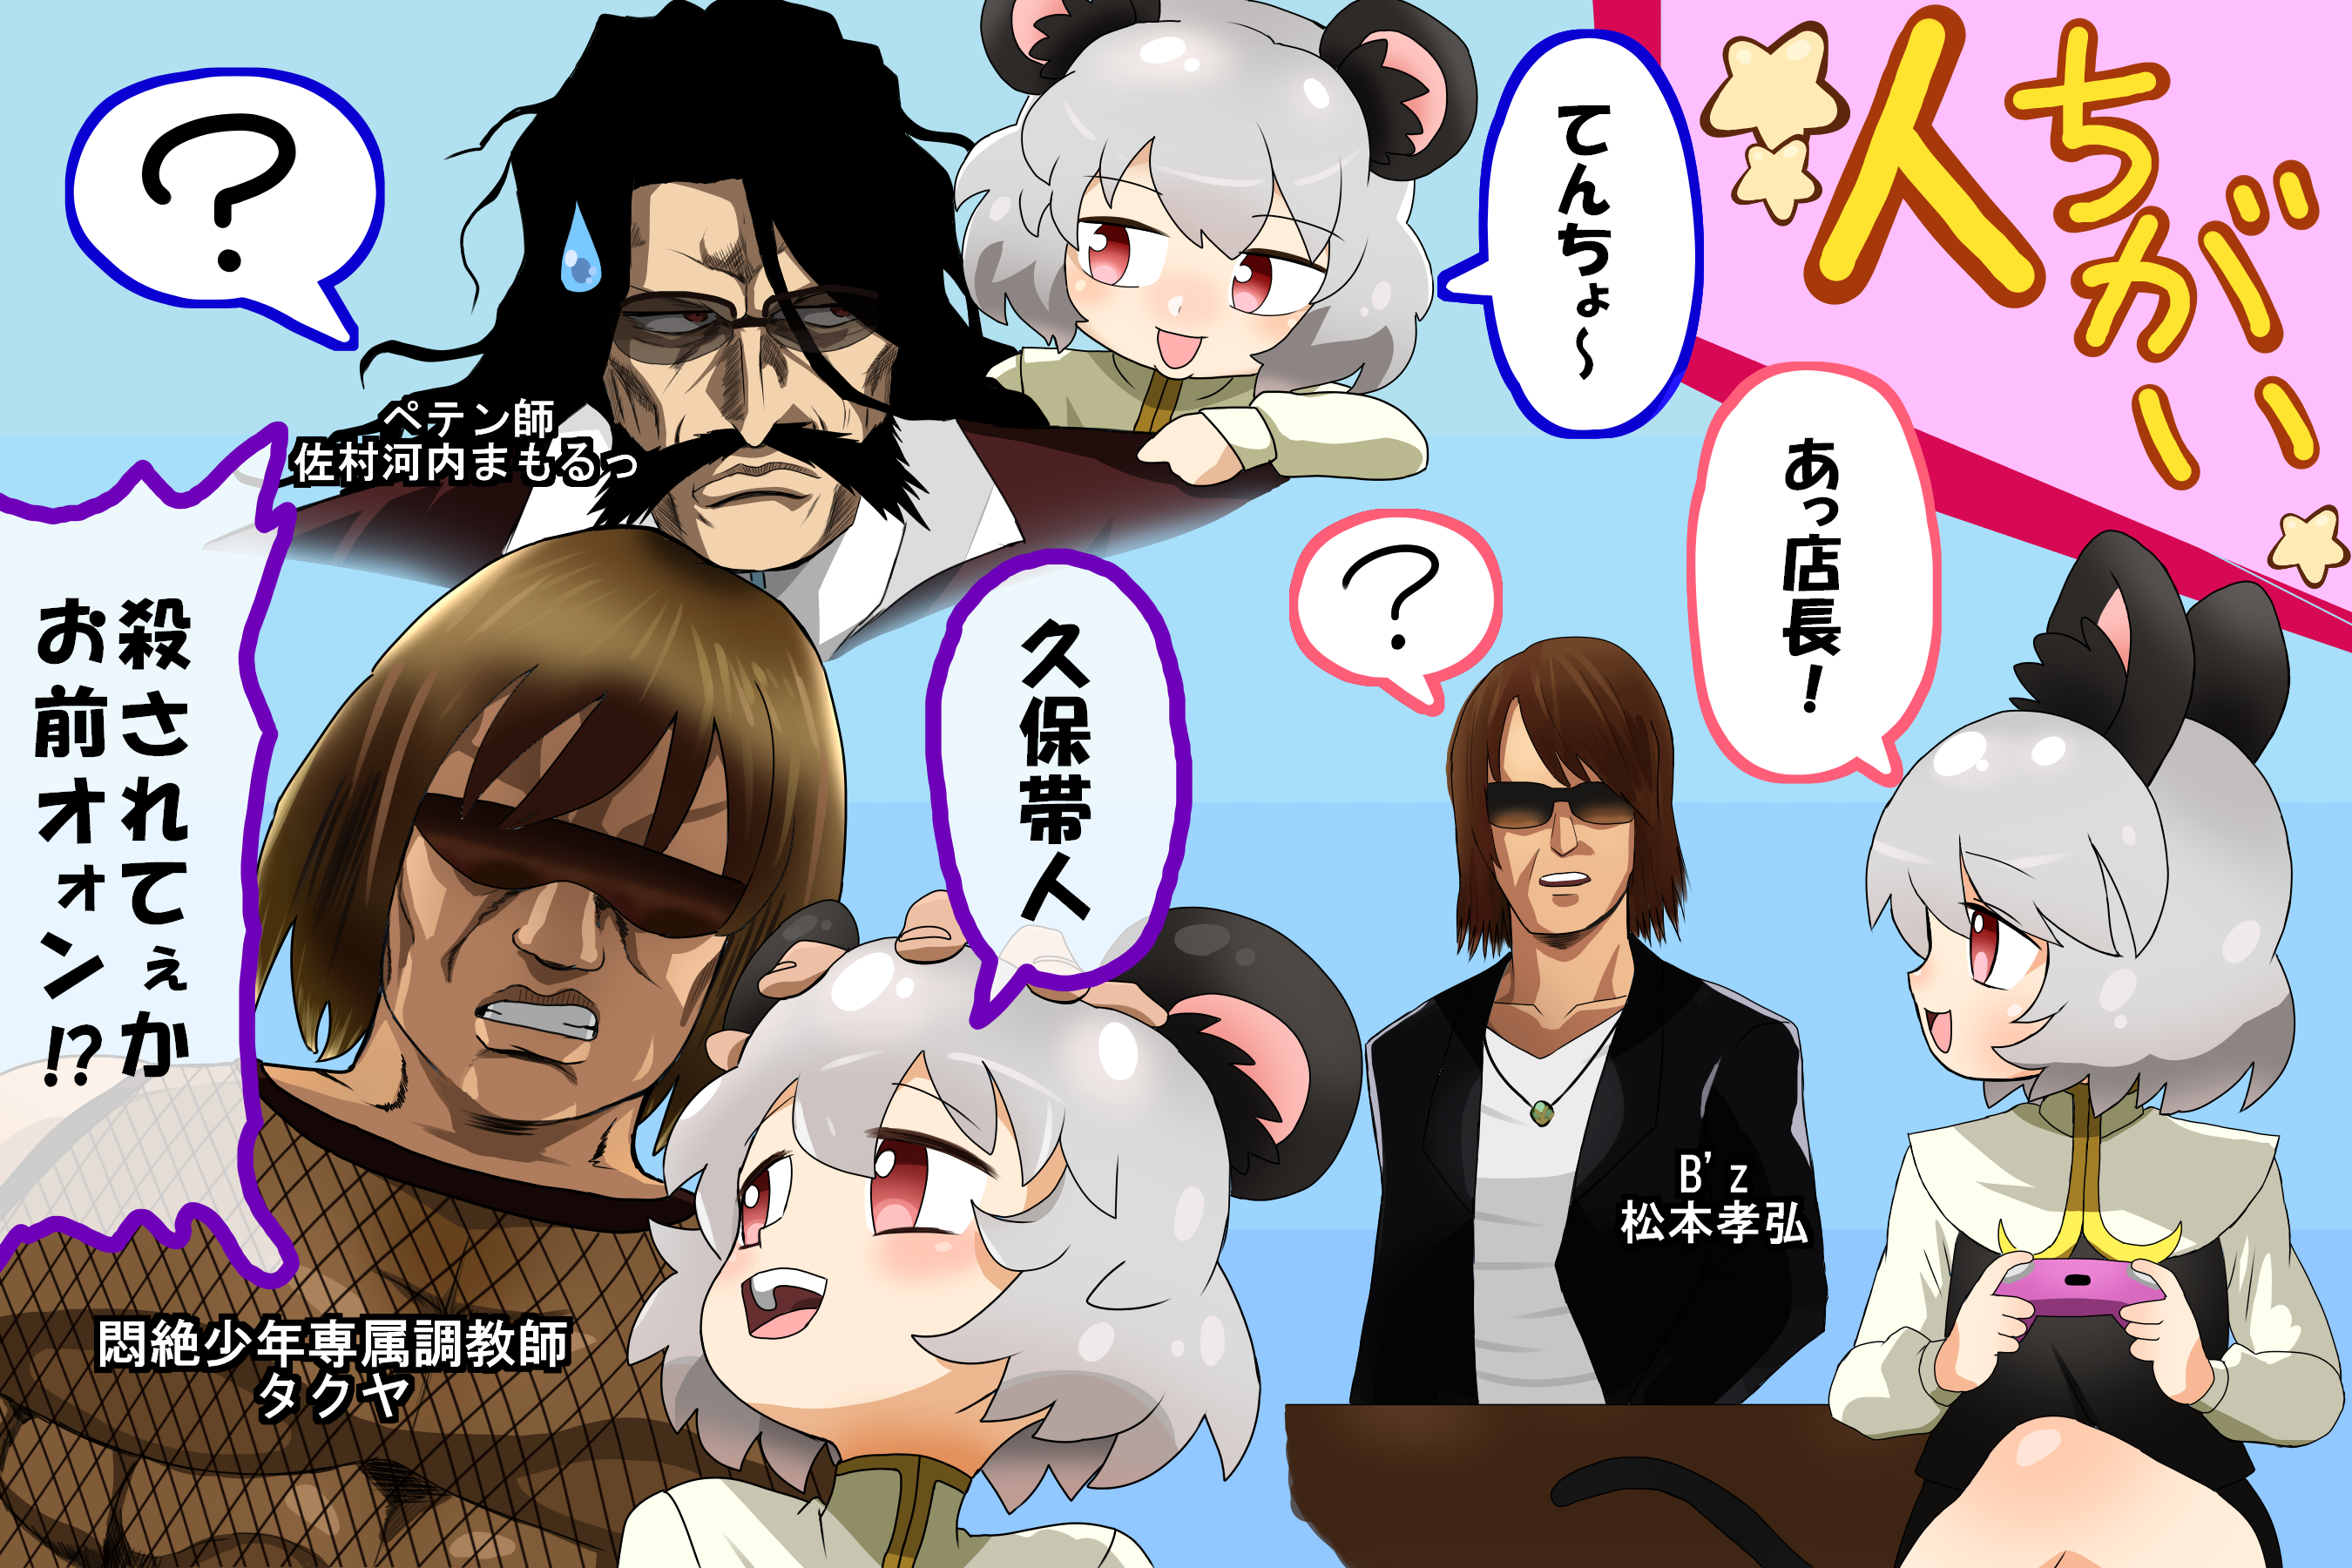 人ちがい
てんちょ～
?
ペテン師
佐村河内まもるっ
あっ店長！
?
B'z
松本孝弘
久保帯人
殺されてぇか
お前オォン!?
悶絶少年専属調教師
タクヤ